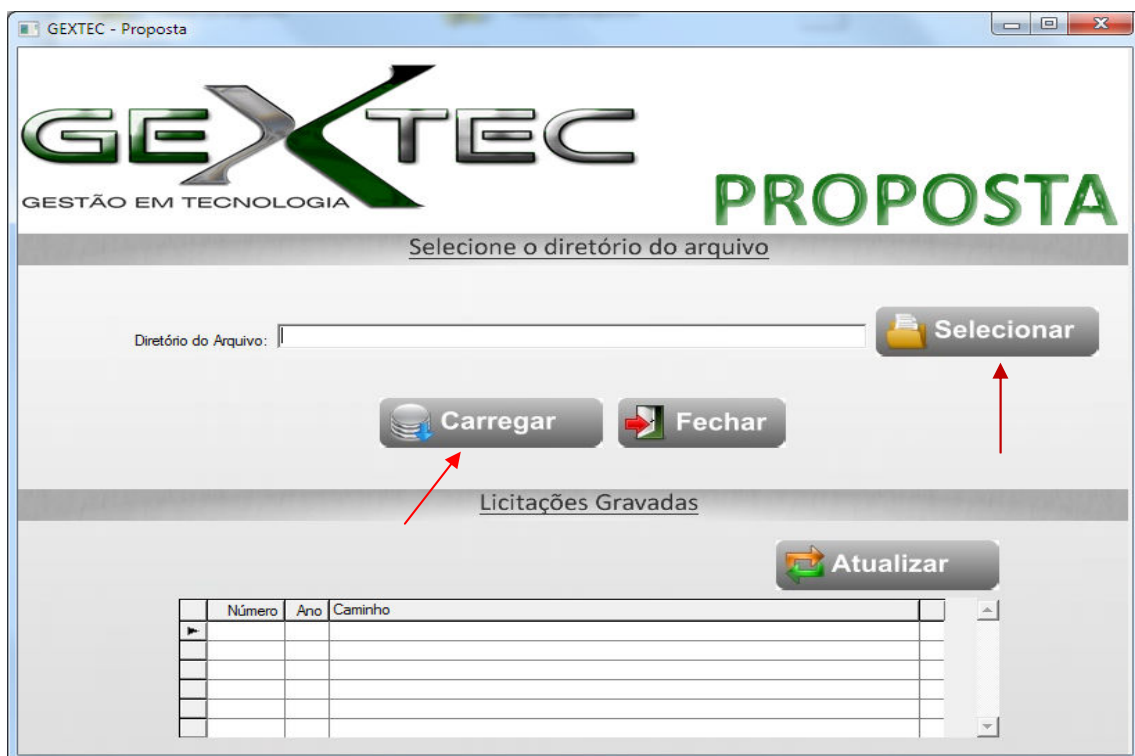 GEXTEC - Proposta
GEXTEC
GESTÃO EM TECNOLOGIA
PROPOSTA
Selecione o diretório do arquivo
Diretório do Arquivo:
Selecionar
Carregar
Fechar
Licitações Gravadas
Atualizar
Número Ano Caminho